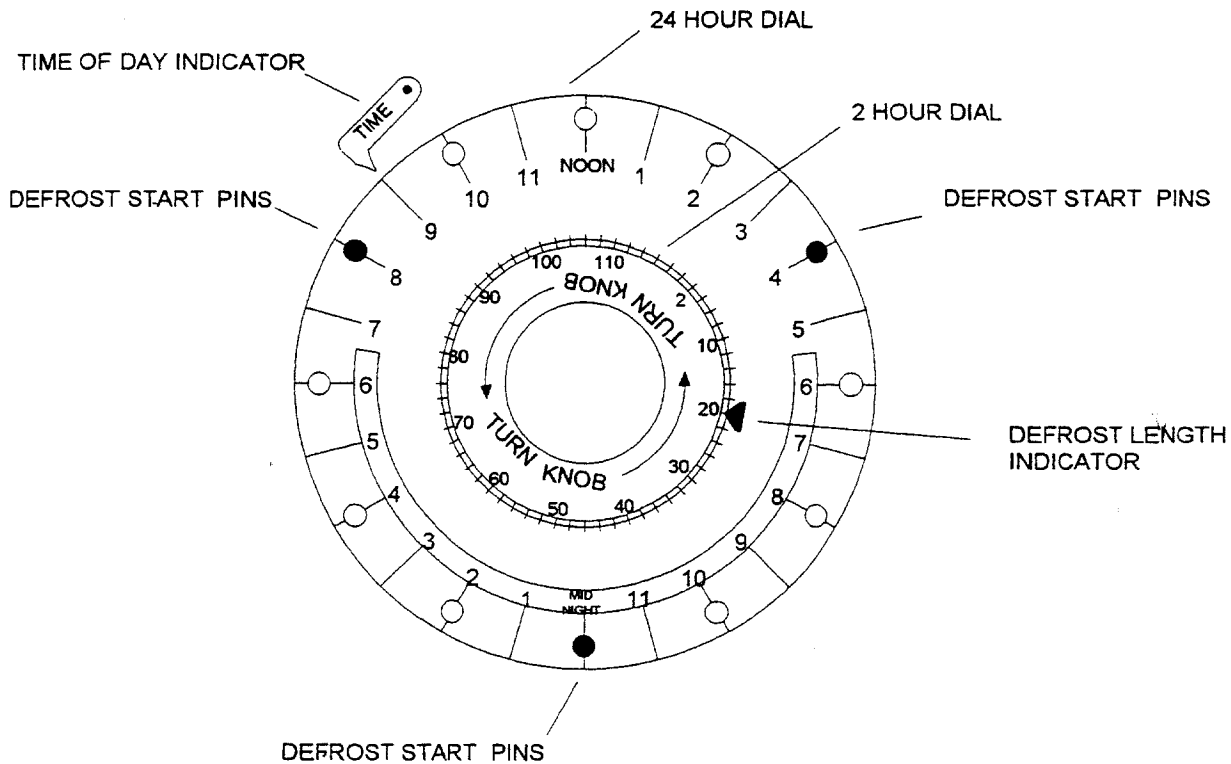 24 HOUR DIAL
TIME OF DAY INDICATOR
TIME
2 HOUR DIAL
DEFROST START PINS
DEFROST START PINS
NOON
1
2
3
4
5
6
7
8
9
10
11
MID
NIGHT
1
2
3
4
5
6
7
8
9
10
11
110
2
10
20
30
40
50
60
70
80
90
100
TURN KNOB
TURN KNOB
DEFROST LENGTH
INDICATOR
DEFROST START PINS